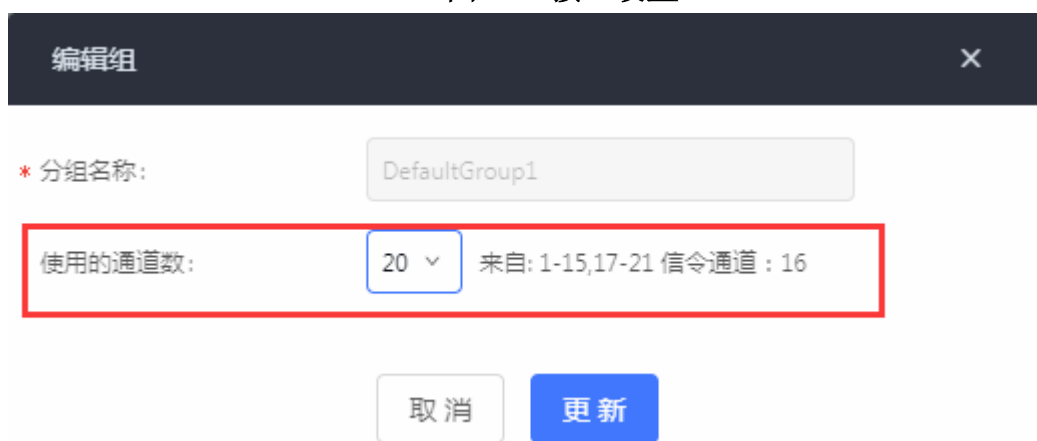 编辑组 ×
* 分组名称: DefaultGroup1
使用的通道数: 20 来自: 1-15,17-21 信令通道：16
取消 更新